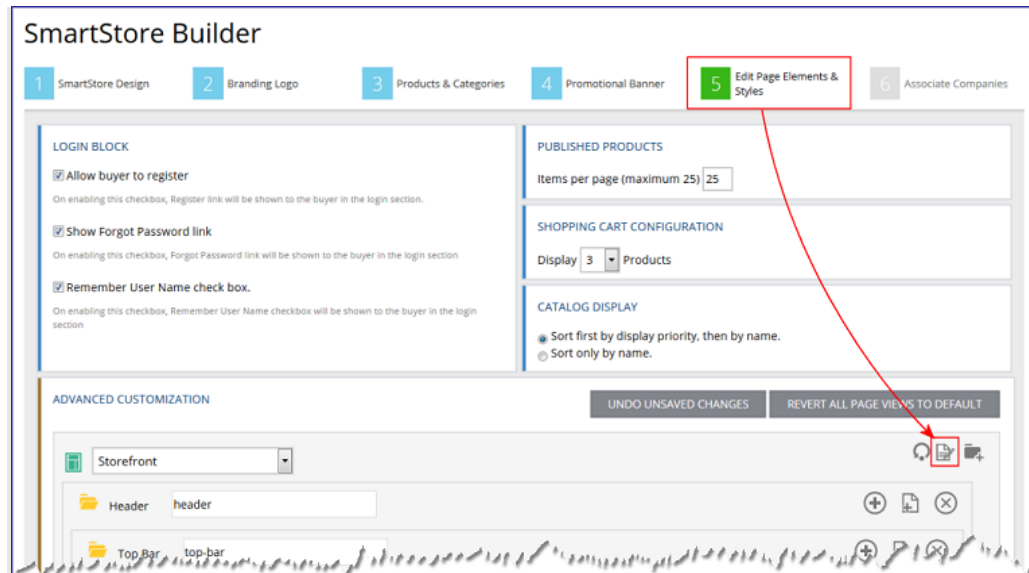 SmartStore Builder
1 SmartStore Design 2 Branding Logo 3 Products & Categories 4 Promotional Banner 5 Edit Page Elements & Styles 6 Associate Companies
LOGIN BLOCK
Allow buyer to register
On enabling this checkbox, Register link will be shown to the buyer in the login section.
Show Forgot Password link
On enabling this checkbox, Forgot Password link will be shown to the buyer in the login section
Remember User Name check box.
On enabling this checkbox, Remember User Name checkbox will be shown to the buyer in the login
section
PUBLISHED PRODUCTS
Items per page (maximum 25) 25
SHOPPING CART CONFIGURATION
Display 3 Products
CATALOG DISPLAY
Sort first by display priority, then by name.
Sort only by name.
ADVANCED CUSTOMIZATION
UNDO UNSAVED CHANGES
REVERT ALL PAGE VIEWS TO DEFAULT
Storefront
Header header
Top Bar top-bar